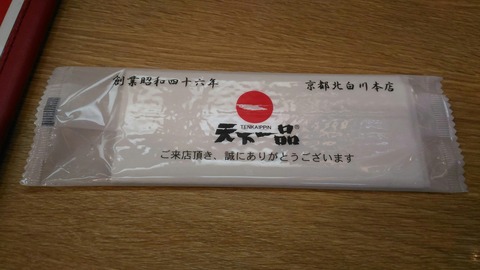 創業昭和四十六年
京都北白川本店
TENKAIPPIN
天下一品®
ご来店頂き、誠にありがとうございます